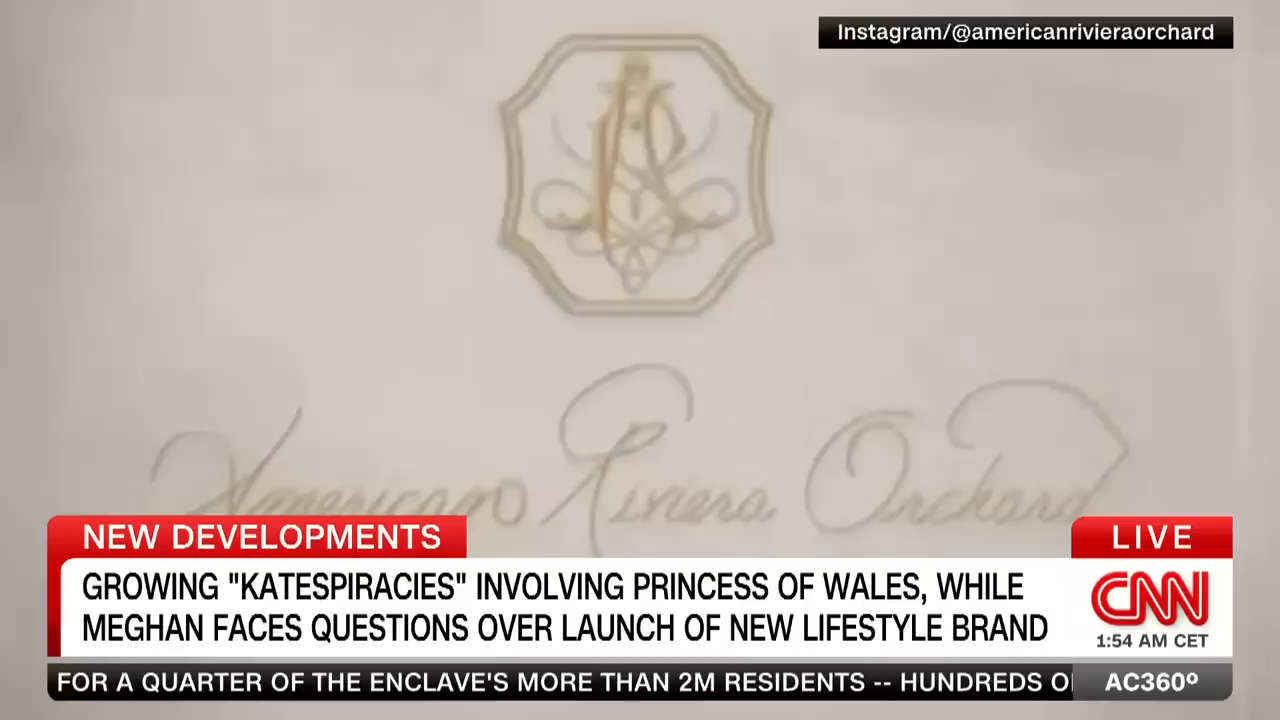 Instagram/@americanrivieraorchard
American Riviera Orchard
NEW DEVELOPMENTS
LIVE
GROWING "KATESPIRACIES" INVOLVING PRINCESS OF WALES, WHILE
MEGHAN FACES QUESTIONS OVER LAUNCH OF NEW LIFESTYLE BRAND
CNN
1:54 AM CET
FOR A QUARTER OF THE ENCLAVE'S MORE THAN 2M RESIDENTS -- HUNDREDS
AC360º